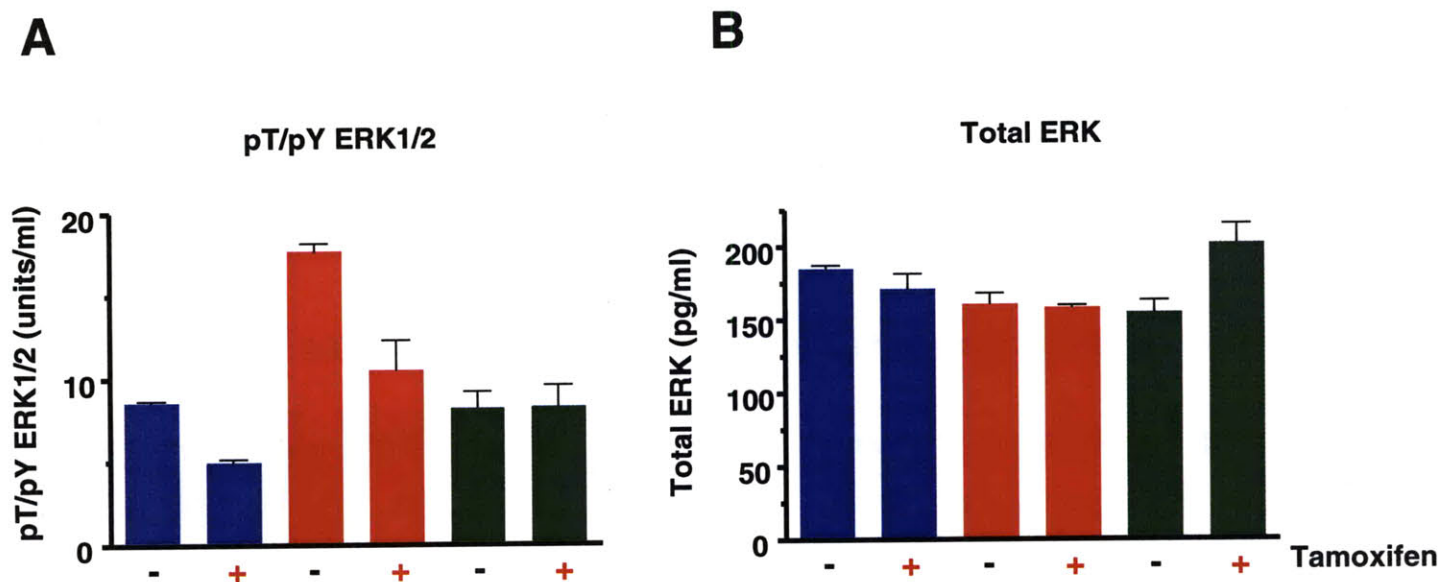 A
B
pT/pY ERK1/2
Total ERK
pT/pY ERK1/2 (units/ml)
20
10
0
- + - + - +
Total ERK (pg/ml)
200
150
100
50
0
- + - + - + Tamoxifen